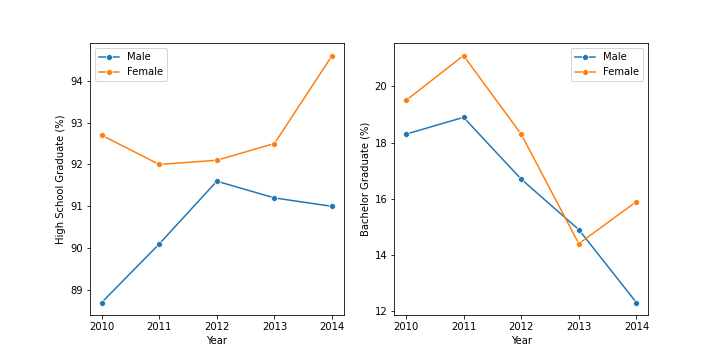 Male
Female
High School Graduate (%)
94
93
92
91
90
89
2010 2011 2012 2013 2014
Year
Male
Female
Bachelor Graduate (%)
20
18
16
14
12
2010 2011 2012 2013 2014
Year